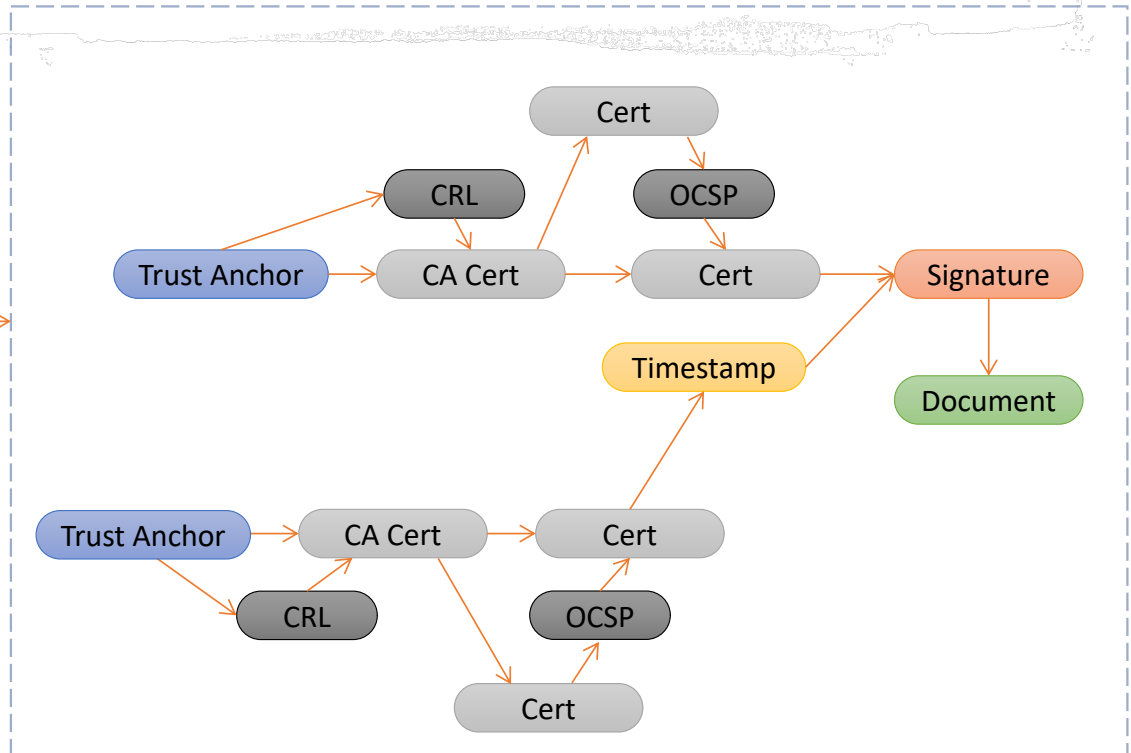 Cert
CRL
OCSP
Trust Anchor
CA Cert
Cert
Signature
Timestamp
Document
Trust Anchor
CA Cert
Cert
CRL
OCSP
Cert